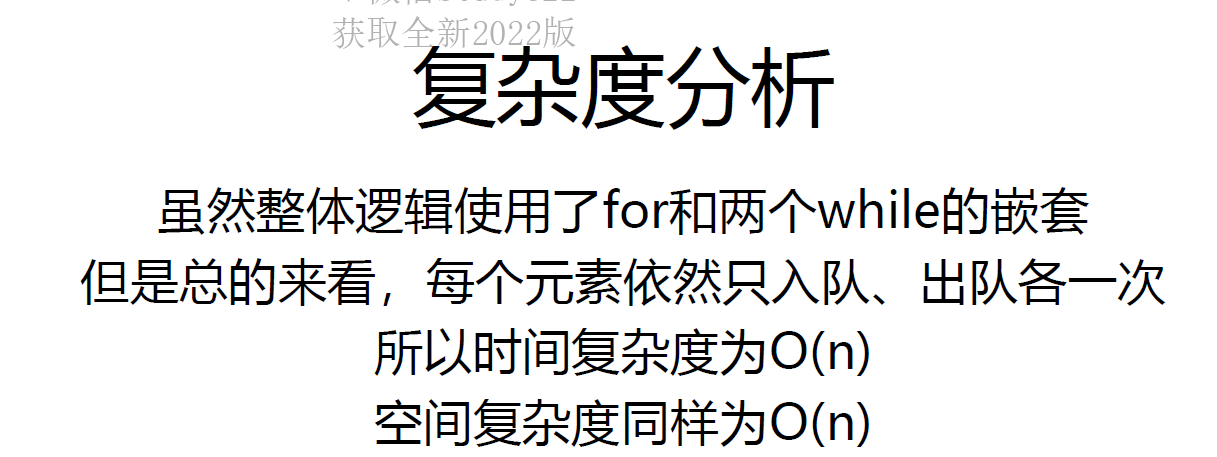 获取全新2022版
复杂度分析
虽然整体逻辑使用了for和两个while的嵌套
但是总的来看，每个元素依然只入队、出队各一次
所以时间复杂度为O(n)
空间复杂度同样为O(n)